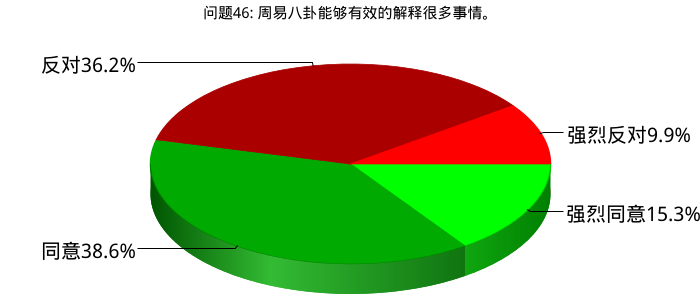 问题46: 周易八卦能够有效的解释很多事情。
反对36.2%
强烈反对9.9%
强烈同意15.3%
同意38.6%